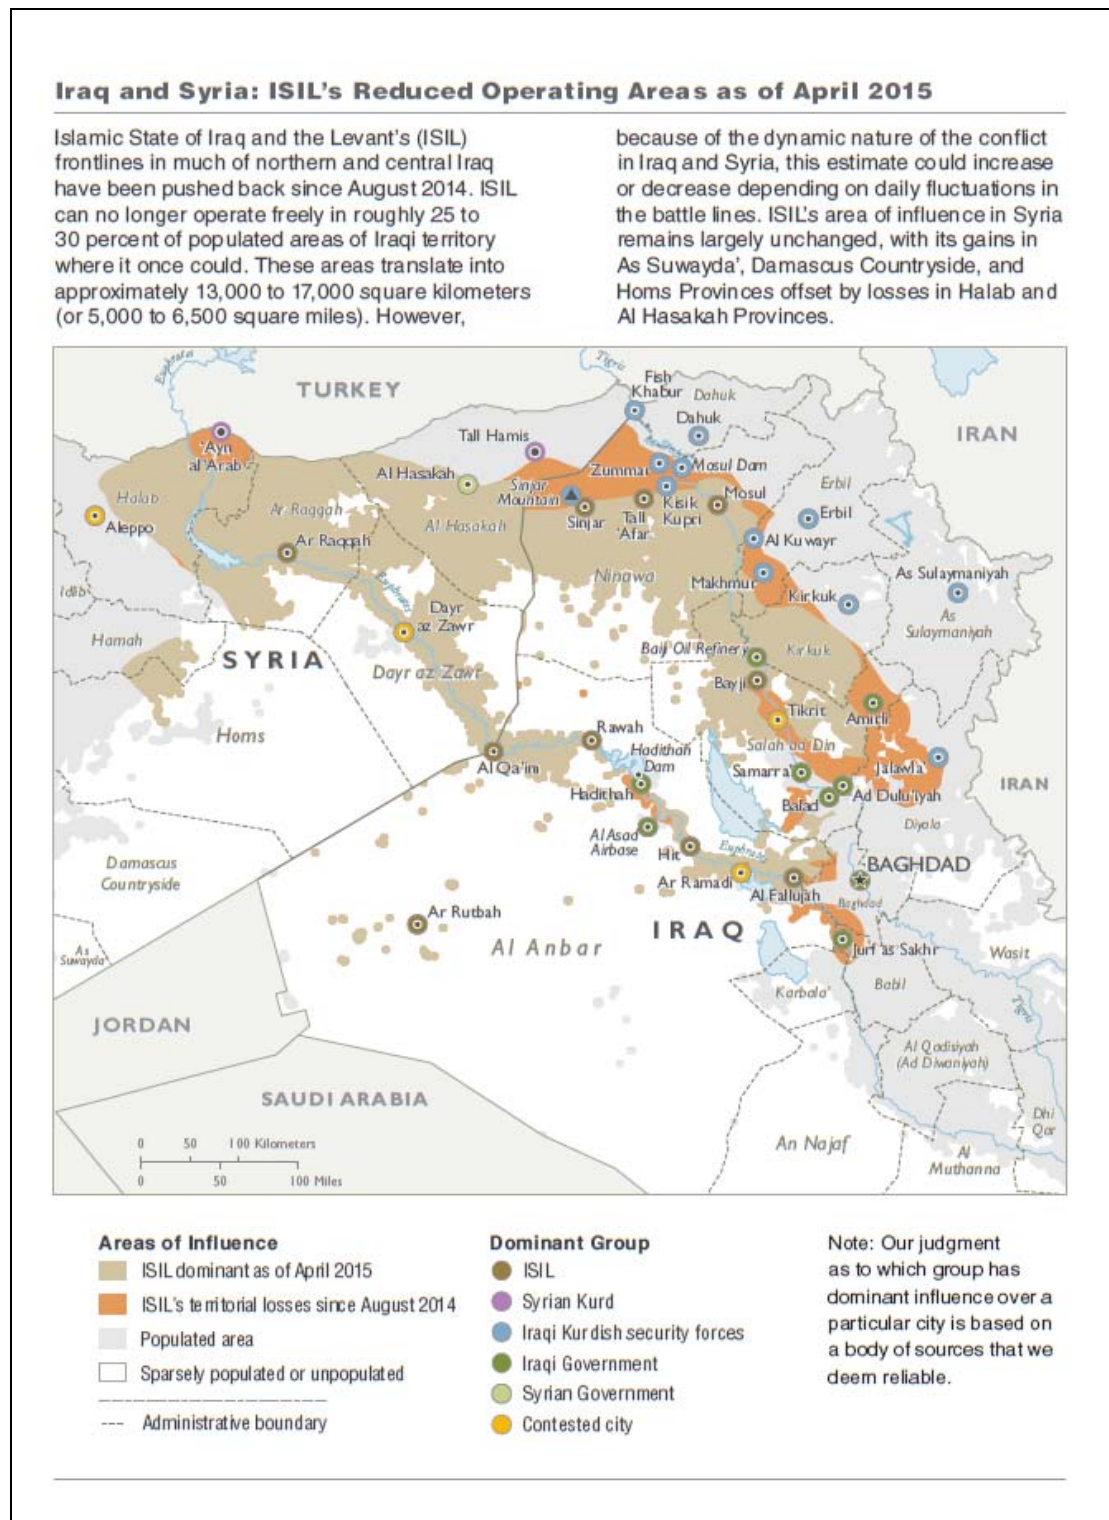 Iraq and Syria: ISIL's Reduced Operating Areas as of April 2015
Islamic State of Iraq and the Levant's (ISIL)
frontlines in much of northern and central Iraq
have been pushed back since August 2014. ISIL
can no longer operate freely in roughly 25 to
30 percent of populated areas of Iraqi territory
where it once could. These areas translate into
approximately 13,000 to 17,000 square kilometers
(or 5,000 to 6,500 square miles). However,
because of the dynamic nature of the conflict
in Iraq and Syria, this estimate could increase
or decrease depending on daily fluctuations in
the battle lines. ISIL's area of influence in Syria
remains largely unchanged, with its gains in
As Suwayda', Damascus Countryside, and
Homs Provinces offset by losses in Halab and
Al Hasakah Provinces.
Euphrates
TURKEY
Tigris
Fish
Khabur
Dahuk
Dahuk
IRAN
'Ayn
al 'Arab
Tall Hamis
Al Hasakah
Zummar
Mosul Dam
Sinjar
Mountain
Sinjar
Tall
'Afar
Kisik
Kupri
Mosul
Erbil
Erbil
Halab
Aleppo
Ar Raqqah
Al Hasakah
Ar Raqqah
Al Kuwayr
Ninawa
Makhmur
Kirkuk
As Sulaymaniyah
As
Sulaymaniyah
Idlib
Euphrates
Dayr
az Zawr
Hamah
SYRIA
Dayr az Zawr
Baiji Oil Refinery
Kirkuk
Bayji
Tikrit
Amirli
Homs
Rawah
Salah ad Din
Al Qa'im
Hadithah
Dam
Samarra'
Jalawla'
IRAN
Hadithah
Balad
Ad Dulu'iyah
Diyala
Al Asad
Airbase
Hit
Euphrates
BAGHDAD
Damascus
Countryside
Ar Ramadi
Al Fallujah
Baghdad
Ar Rutbah
IRAQ
Al Anbar
Jurf as Sakhr
Wasit
As
Suwayda'
Karbala'
Babil
Tigris
JORDAN
Al Qadisiyah
(Ad Diwaniyah)
SAUDI ARABIA
Dhi
Qar
An Najaf
Al
Muthanna
0 50 100 Kilometers
0 50 100 Miles
Areas of Influence
ISIL dominant as of April 2015
ISIL's territorial losses since August 2014
Populated area
Sparsely populated or unpopulated
Administrative boundary
Dominant Group
ISIL
Syrian Kurd
Iraqi Kurdish security forces
Iraqi Government
Syrian Government
Contested city
Note: Our judgment
as to which group has
dominant influence over a
particular city is based on
a body of sources that we
deem reliable.